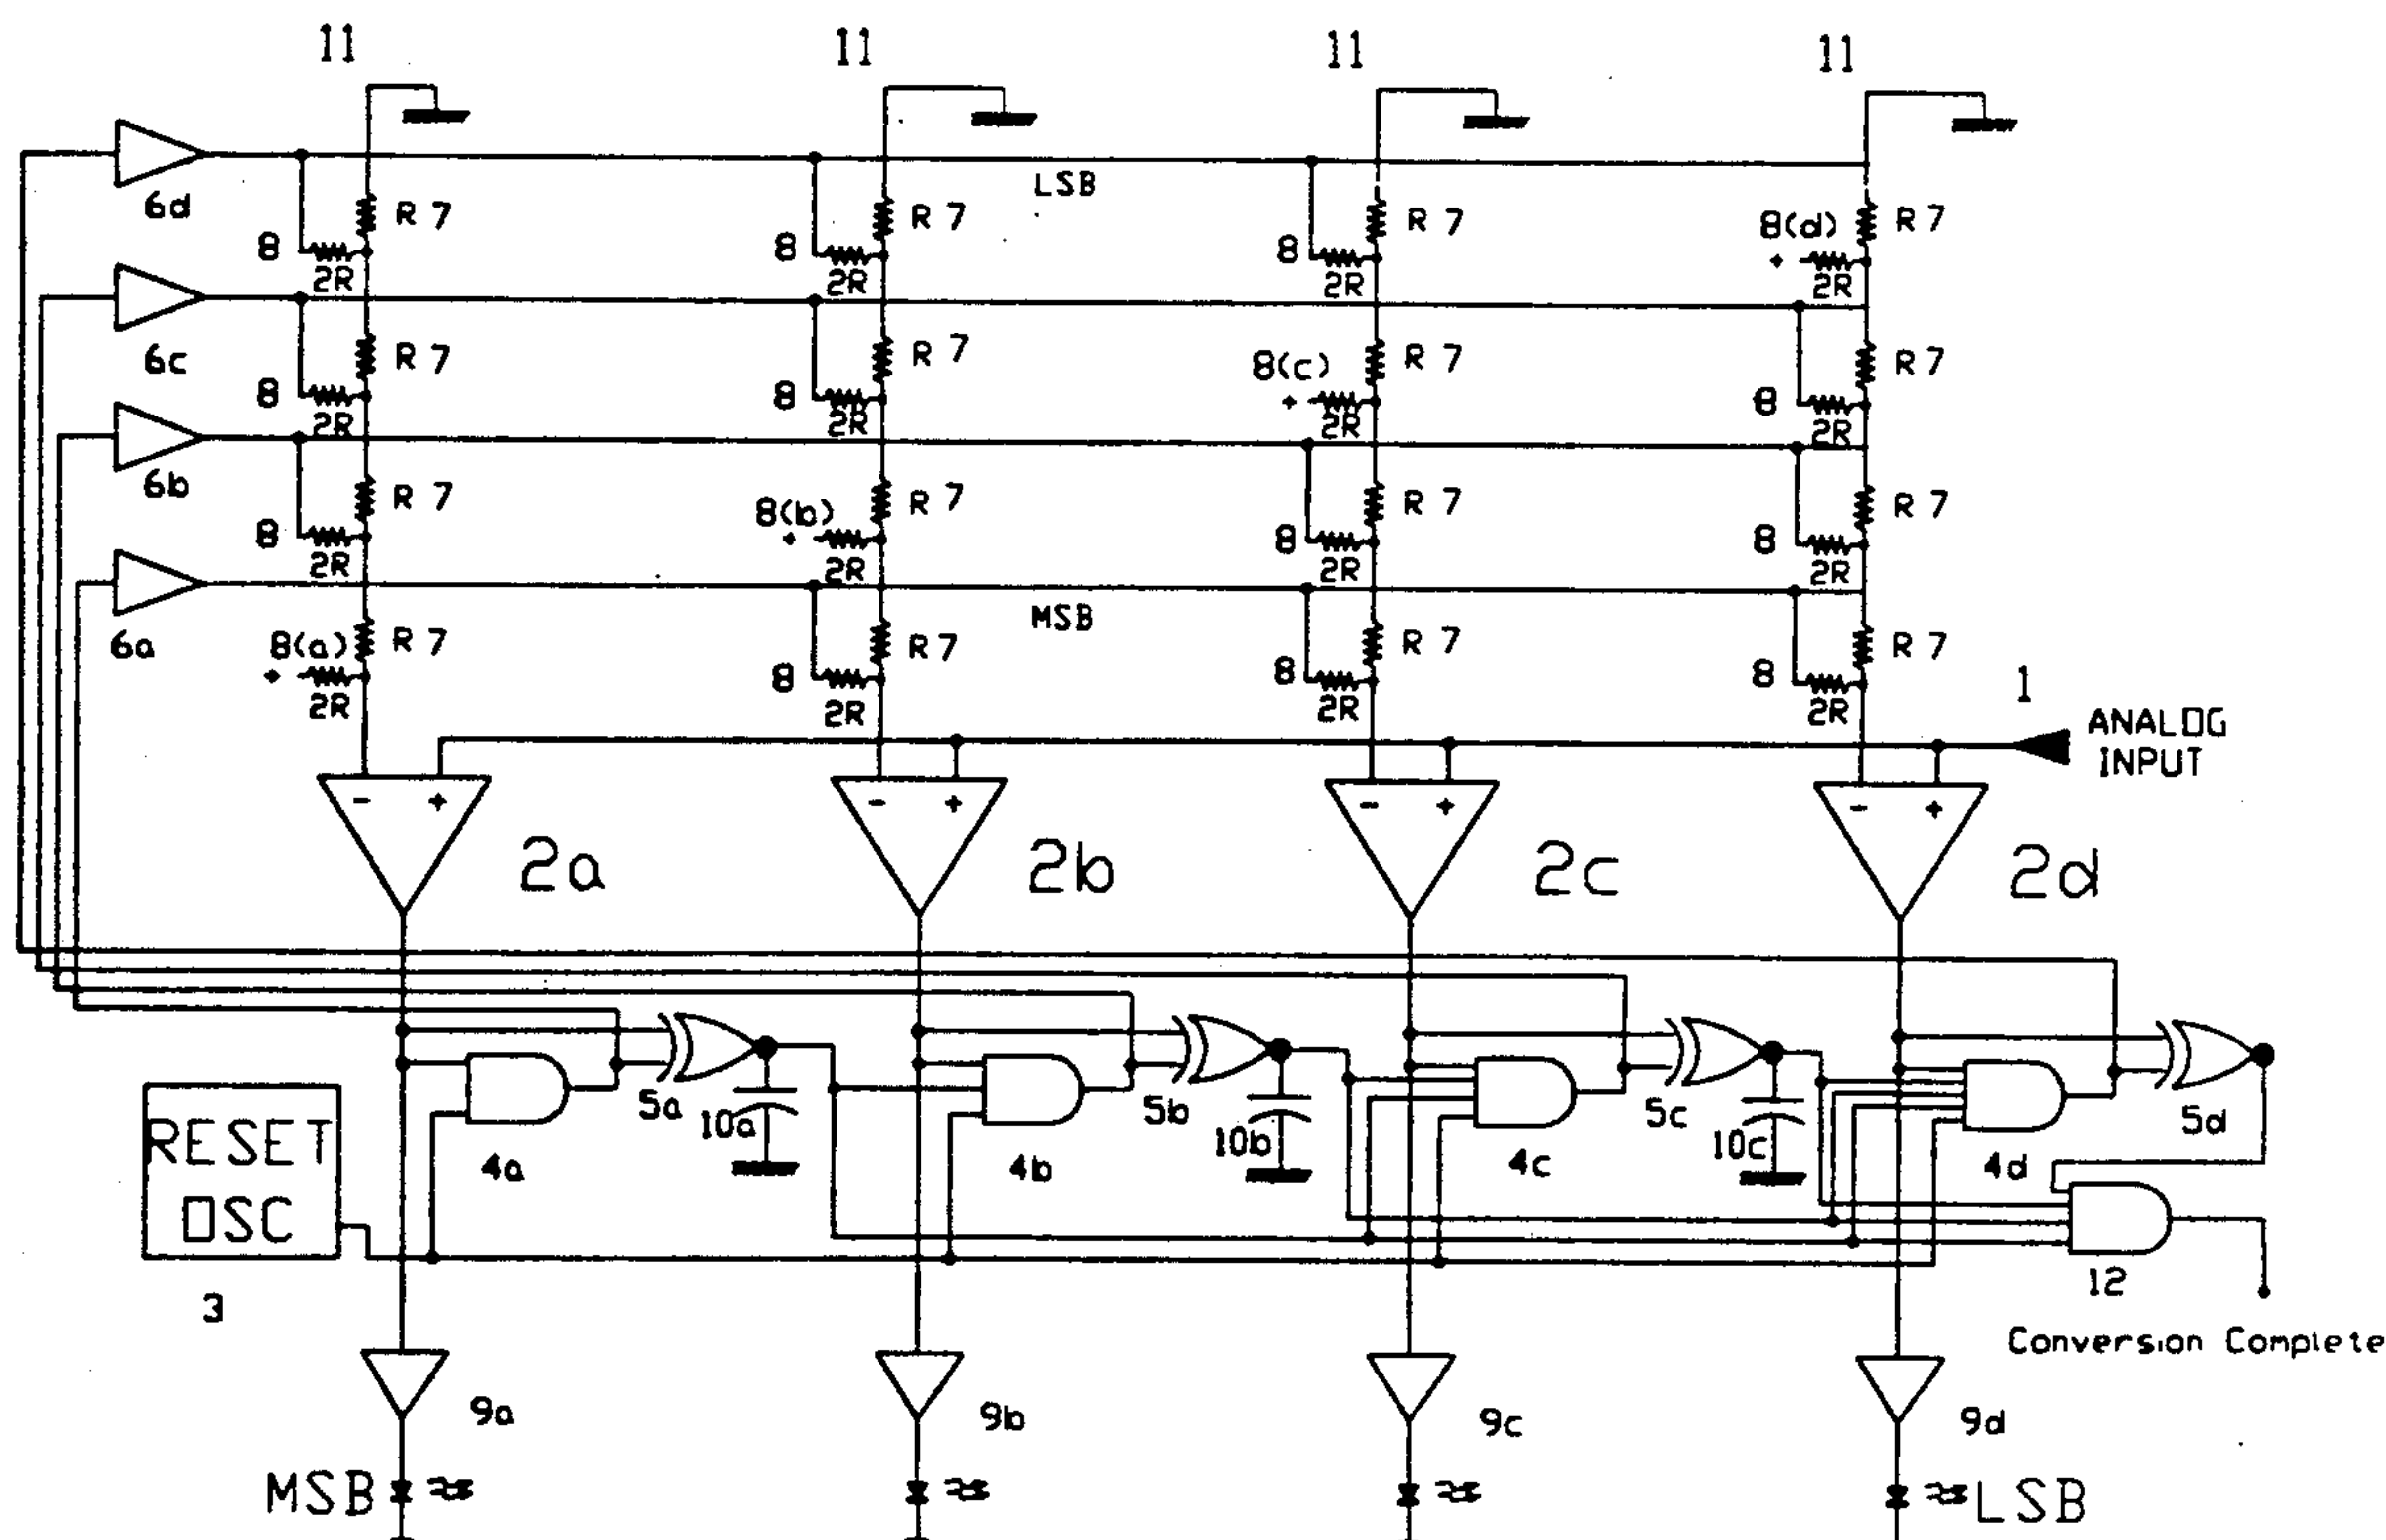 11 11 11 11
6d
LSB
R 7 R 7 R 7 8(d) R 7
8 8 8 +
2R 2R 2R 2R
6c
R 7 R 7 8(c) R 7 R 7
8 8 + 8
2R 2R 2R 2R
6b
R 7 8(b) R 7 R 7 R 7
8 + 8 8
2R 2R 2R 2R
6a
MSB
8(a) R 7 R 7 R 7 R 7
+ 8 8 8
2R 2R 2R 2R
1
ANALOG
INPUT
- + - + - + - +
2a 2b 2c 2d
5a 10a 5b 10b 5c 10c 5d
4a 4b 4c 4d
RESET
OSC
3
12
Conversion Complete
9a 9b 9c 9d
MSB LSB